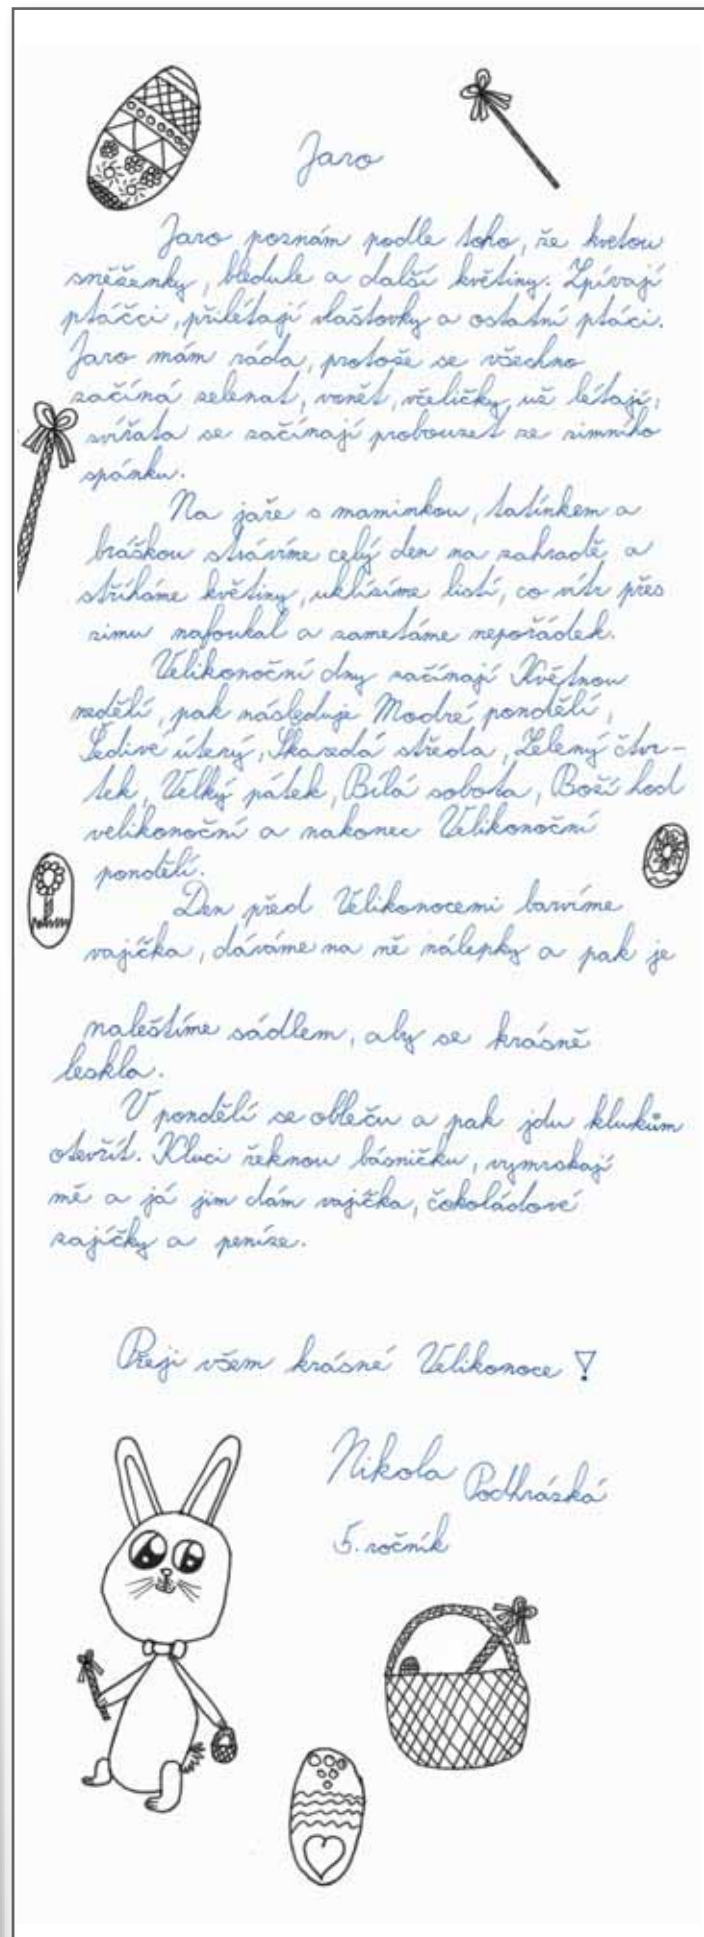 Jaro
Jaro poznám podle toho, že kvetou
sněženky, bledule a další květiny. Zpívají
ptáčci, přilétají vlaštovky a ostatní ptáci.
Jaro mám ráda, protože se všechno
začíná zelenat, vonět, včeličky už létají,
zvířata se začínají probouzet ze zimního
spánku.
Na jaře s maminkou, tatínkem a
bráškou strávíme celý den na zahradě a
stříháme květiny, uklízíme listí, co vítr přes
zimu nafoukal a zametáme nepořádek.
Velikonoční dny začínají Květnou
nedělí, pak následuje Modré pondělí,
Šedivé úterý, Škaredá středa, Zelený čtvr-
tek, Velký pátek, Bílá sobota, Boží hod
velikonoční a nakonec Velikonoční
pondělí.
Den před Velikonocemi barvíme
vajíčka, dáváme na ně nálepky a pak je
naleštíme sádlem, aby se krásně
leskla.
V pondělí se obleču a pak jdu klukům
otevřít. Kluci řeknou básničku, vymrskají
mě a já jim dám vajíčka, čokoládové
zajíčky a peníze.
Přeji všem krásné Velikonoce!
Nikola Podhrázká
5. ročník